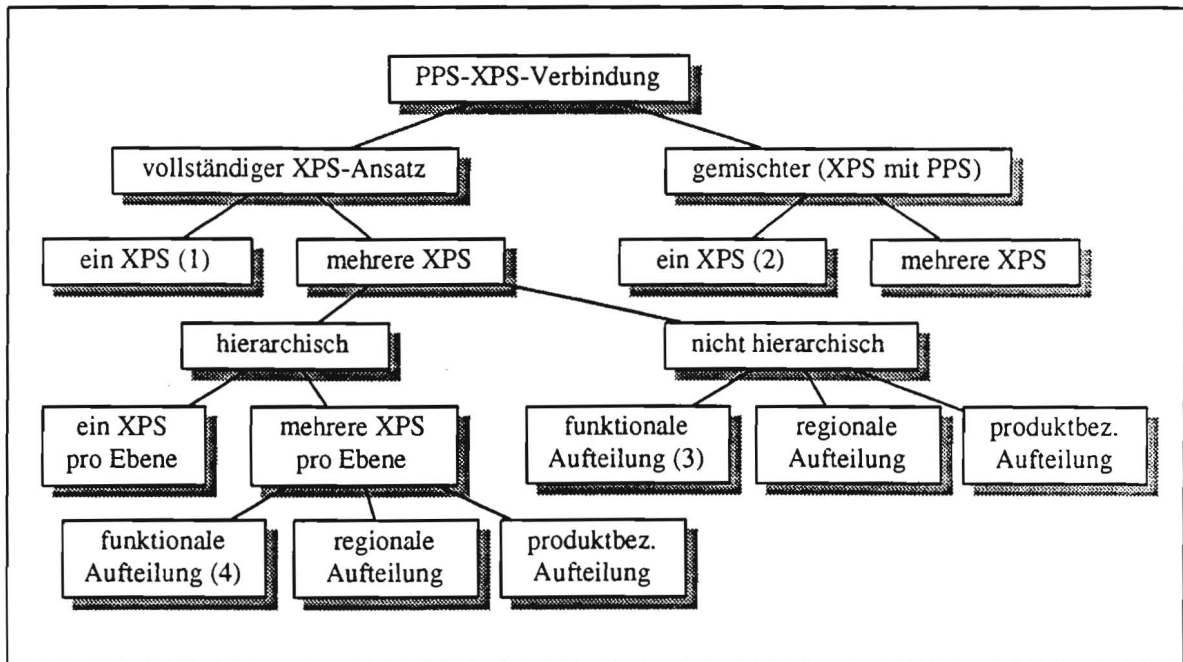 PPS-XPS-Verbindung
vollständiger XPS-Ansatz
gemischter (XPS mit PPS)
ein XPS (1)
mehrere XPS
ein XPS (2)
mehrere XPS
hierarchisch
nicht hierarchisch
ein XPS
pro Ebene
mehrere XPS
pro Ebene
funktionale
Aufteilung (3)
regionale
Aufteilung
produktbez.
Aufteilung
funktionale
Aufteilung (4)
regionale
Aufteilung
produktbez.
Aufteilung